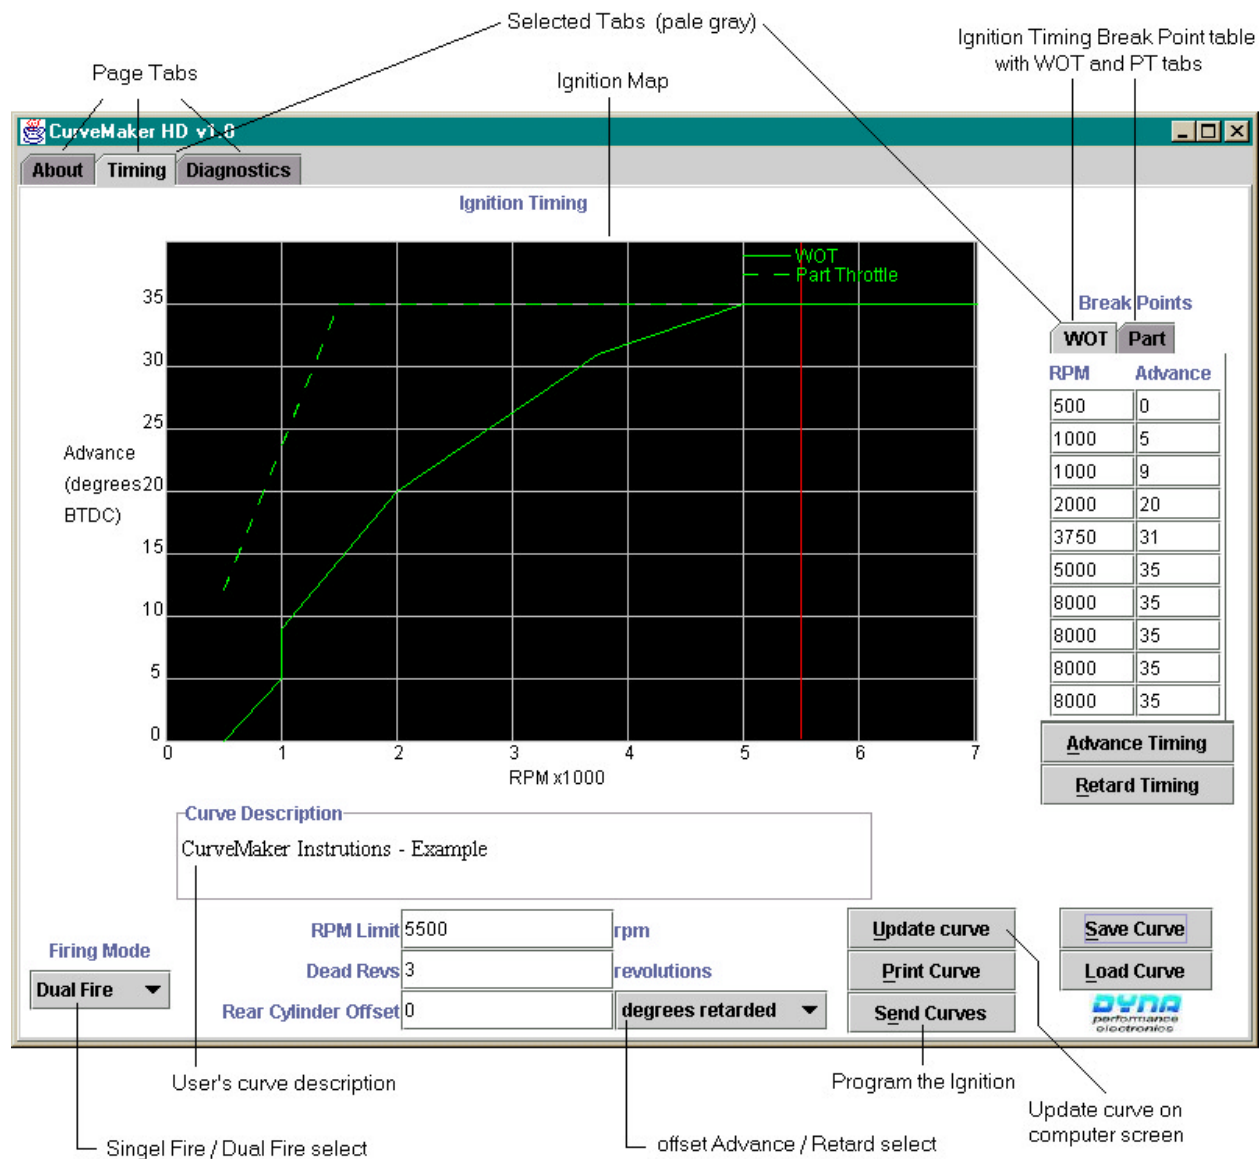 Selected Tabs (pale gray)
Ignition Timing Break Point table
with WOT and PT tabs
Page Tabs
Ignition Map
CurveMaker HD v1.6
About Timing Diagnostics
Ignition Timing
WOT
Part Throttle
35
30
25
20
15
10
5
0
Advance
(degrees
BTDC)
0 1 2 3 4 5 6 7
RPM x1000
Break Points
WOT Part
RPM Advance
500 0
1000 5
1000 9
2000 20
3750 31
5000 35
8000 35
8000 35
8000 35
8000 35
Advance Timing
Retard Timing
Curve Description
CurveMaker Instrutions - Example
Firing Mode
Dual Fire
RPM Limit 5500 rpm
Dead Revs 3 revolutions
Rear Cylinder Offset 0 degrees retarded
Update curve
Print Curve
Send Curves
Save Curve
Load Curve
DYNA
performance
electronics
User's curve description
Program the Ignition
Update curve on
computer screen
Singel Fire / Dual Fire select
offset Advance / Retard select